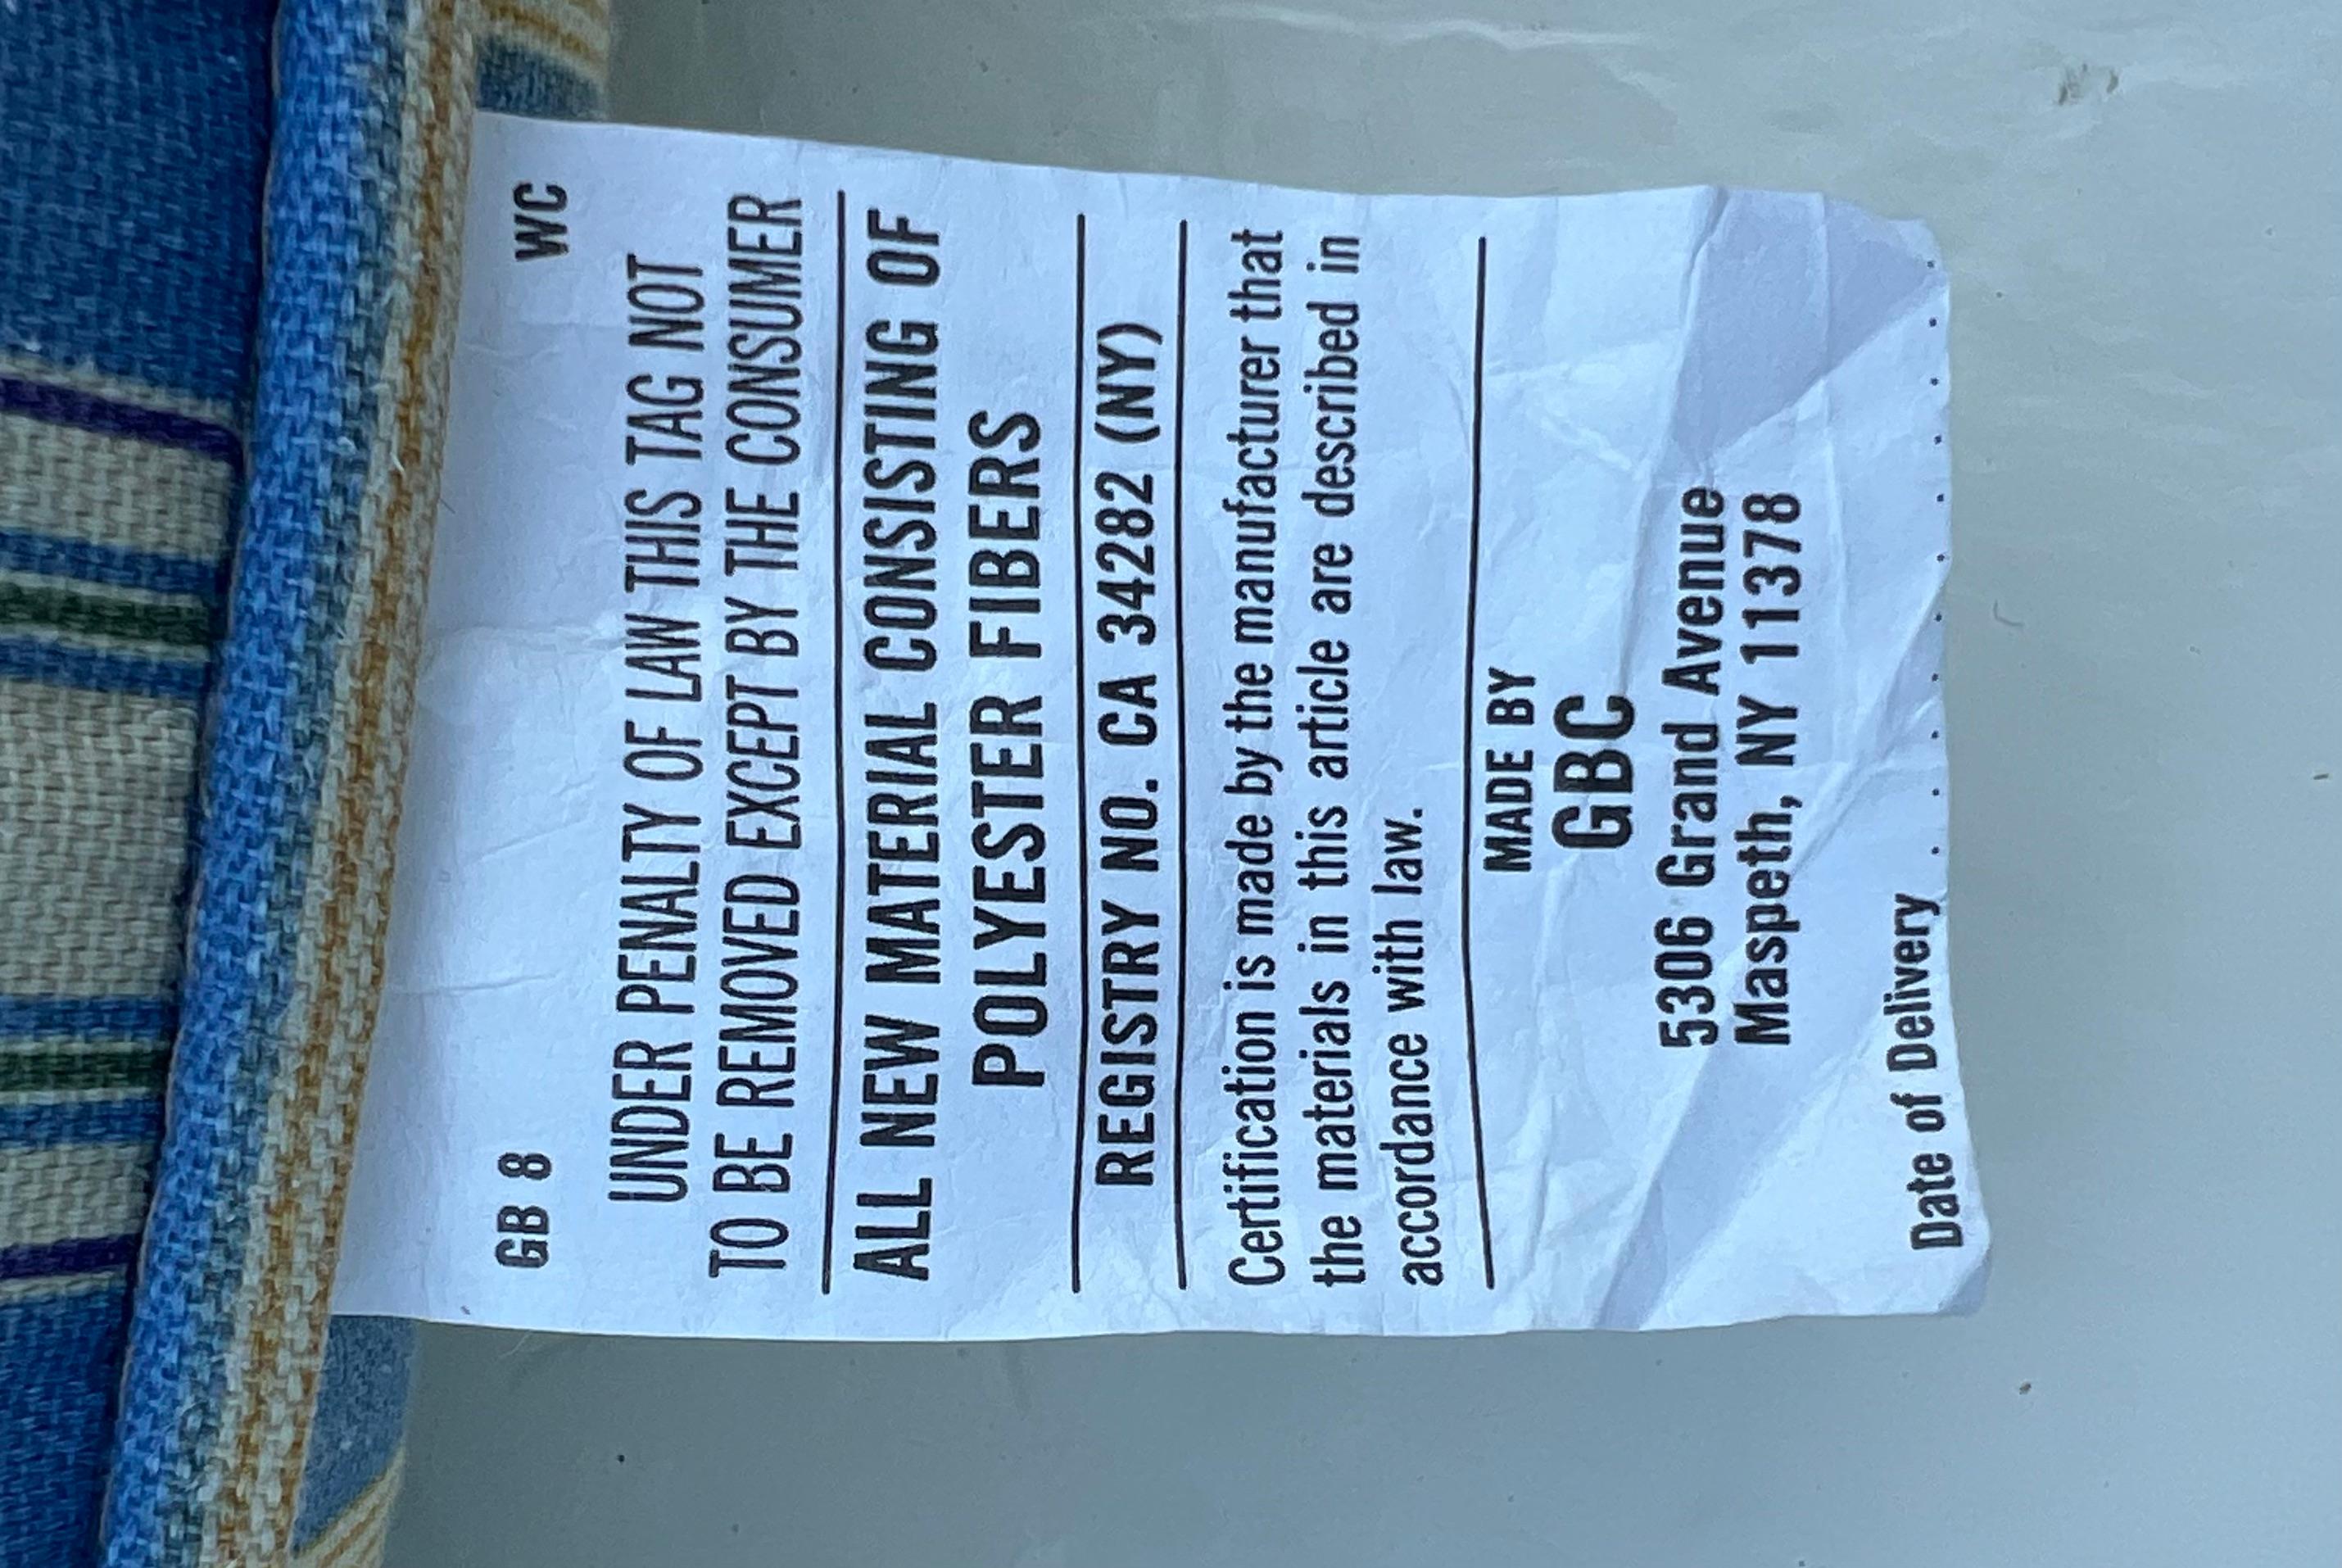 GB 8 WC
UNDER PENALTY OF LAW THIS TAG NOT
TO BE REMOVED EXCEPT BY THE CONSUMER
ALL NEW MATERIAL CONSISTING OF
POLYESTER FIBERS
REGISTRY NO. CA 34282 (NY)
Certification is made by the manufacturer that
the materials in this article are described in
accordance with law.
MADE BY
GBC
5306 Grand Avenue
Maspeth, NY 11378
Date of Delivery . . . . . . . . . .